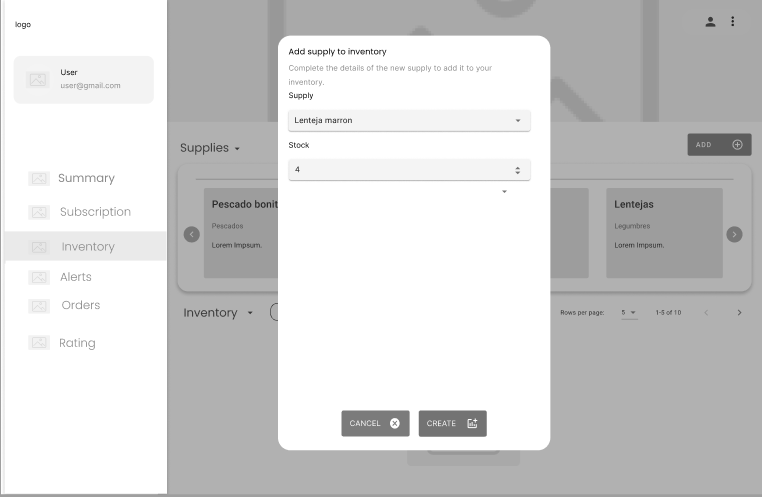 logo
User
user@gmail.com
Summary
Subscription
Inventory
Alerts
Orders
Rating
Add supply to inventory
Complete the details of the new supply to add it to your
inventory.
Supply
Lenteja marron
Stock
4
CANCEL
CREATE
Supplies
ADD
Pescado bonit
Pescados
Lorem Impsum.
Lentejas
Legumbres
Lorem Impsum.
Inventory
Rows per page:
5
1-5 of 10